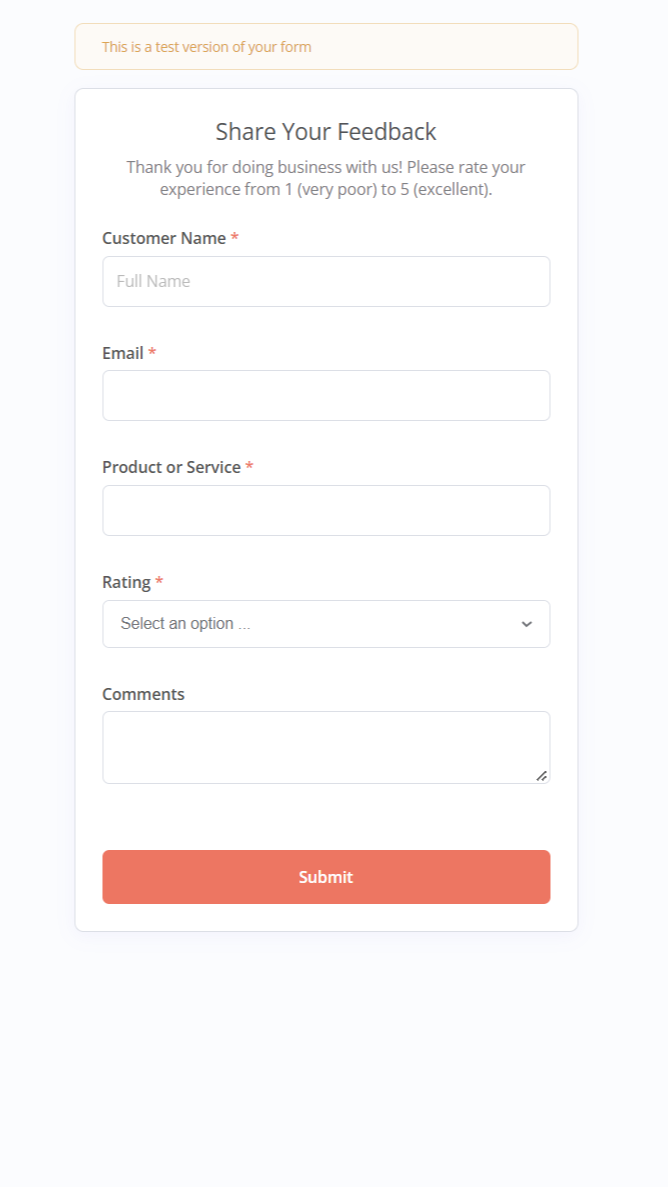 This is a test version of your form
Share Your Feedback
Thank you for doing business with us! Please rate your
experience from 1 (very poor) to 5 (excellent).
Customer Name *
Full Name
Email *
Product or Service *
Rating *
Select an option ...
Comments
Submit